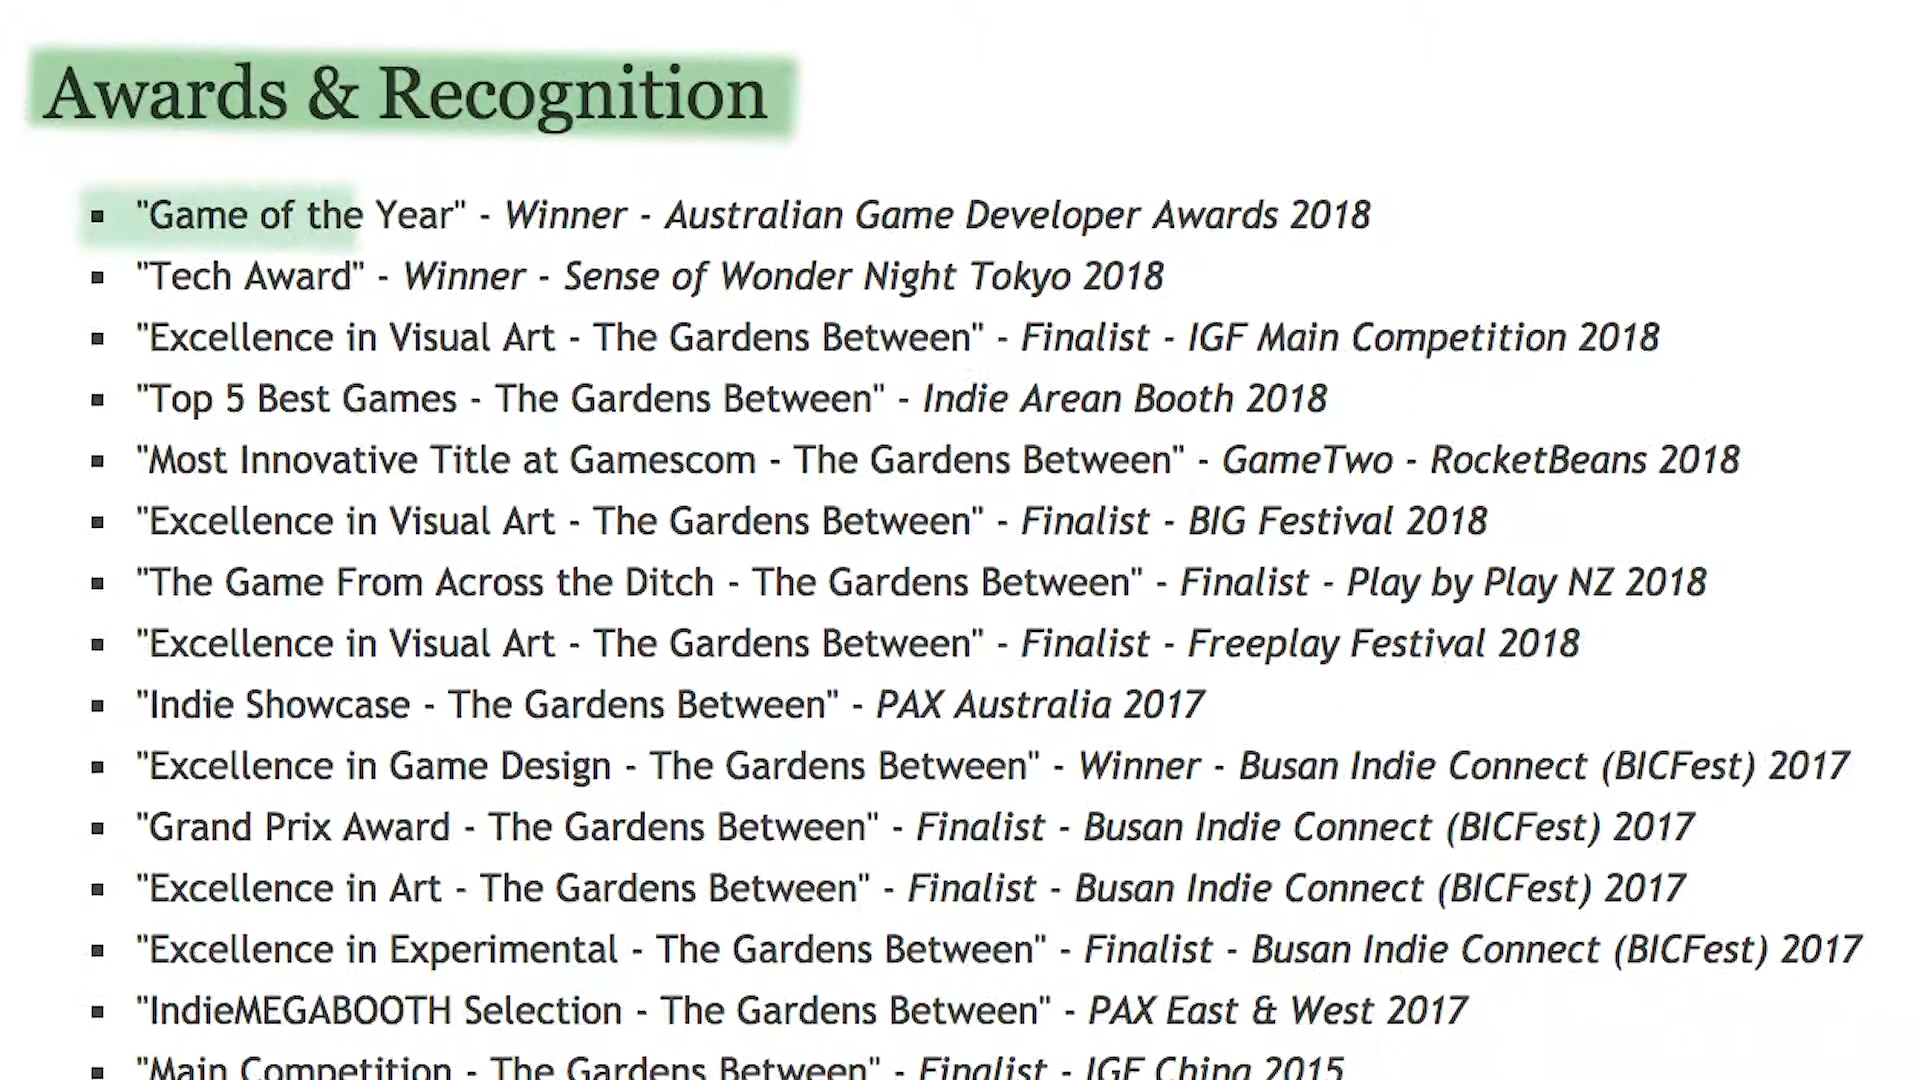 Awards & Recognition
▪ "Game of the Year" - Winner - Australian Game Developer Awards 2018
▪ "Tech Award" - Winner - Sense of Wonder Night Tokyo 2018
▪ "Excellence in Visual Art - The Gardens Between" - Finalist - IGF Main Competition 2018
▪ "Top 5 Best Games - The Gardens Between" - Indie Arean Booth 2018
▪ "Most Innovative Title at Gamescom - The Gardens Between" - GameTwo - RocketBeans 2018
▪ "Excellence in Visual Art - The Gardens Between" - Finalist - BIG Festival 2018
▪ "The Game From Across the Ditch - The Gardens Between" - Finalist - Play by Play NZ 2018
▪ "Excellence in Visual Art - The Gardens Between" - Finalist - Freeplay Festival 2018
▪ "Indie Showcase - The Gardens Between" - PAX Australia 2017
▪ "Excellence in Game Design - The Gardens Between" - Winner - Busan Indie Connect (BICFest) 2017
▪ "Grand Prix Award - The Gardens Between" - Finalist - Busan Indie Connect (BICFest) 2017
▪ "Excellence in Art - The Gardens Between" - Finalist - Busan Indie Connect (BICFest) 2017
▪ "Excellence in Experimental - The Gardens Between" - Finalist - Busan Indie Connect (BICFest) 2017
▪ "IndieMEGABOOTH Selection - The Gardens Between" - PAX East & West 2017
▪ "Main Competition - The Gardens Between" - Finalist - IGF China 2015